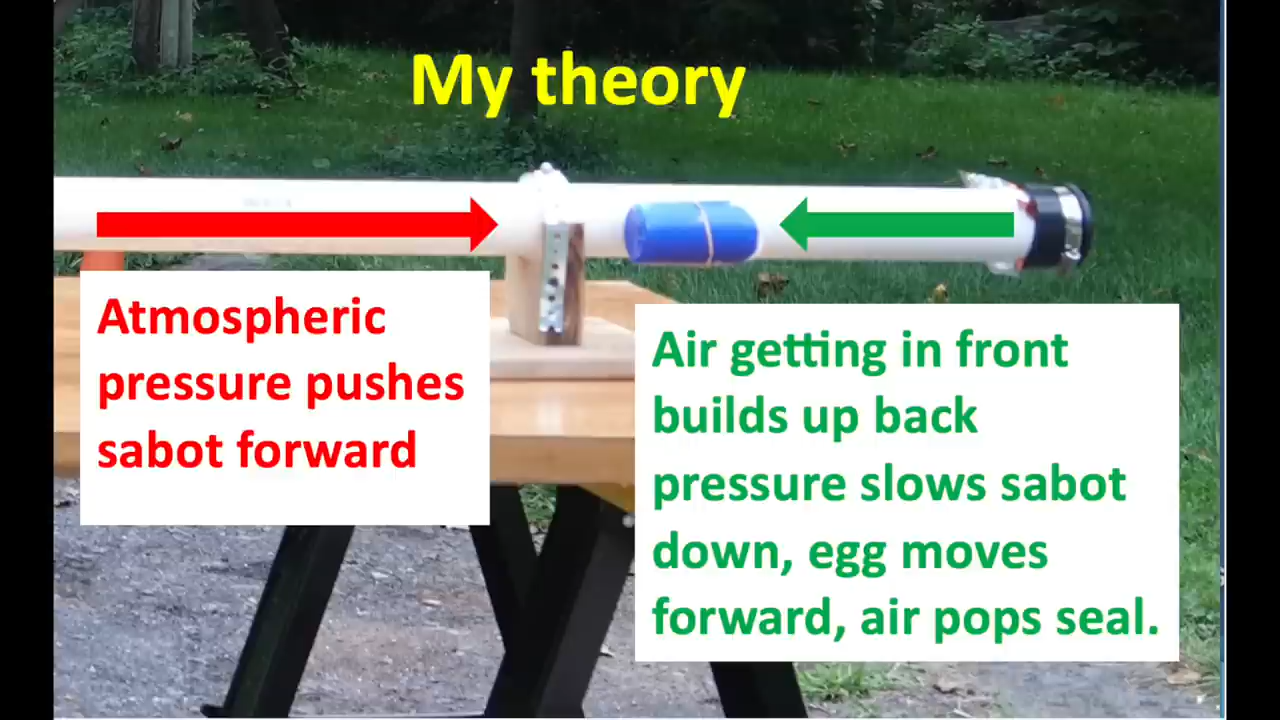 My theory
Atmospheric
pressure pushes
sabot forward
Air getting in front
builds up back
pressure slows sabot
down, egg moves
forward, air pops seal.